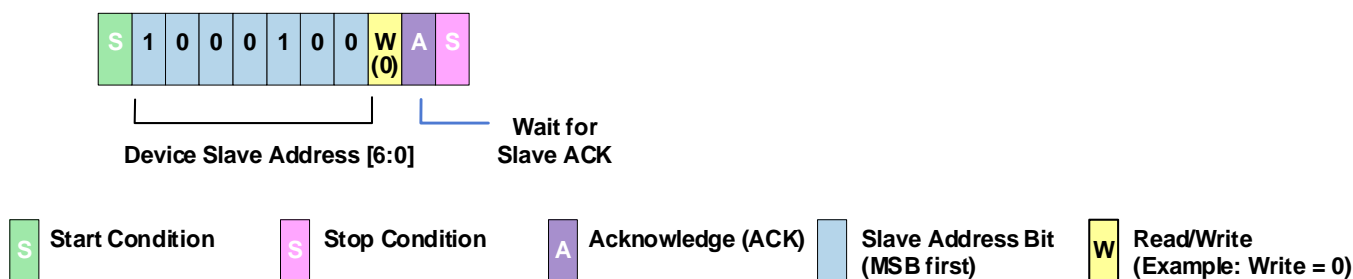 S 1 0 0 0 1 0 0 W A S
(0)
Wait for
Slave ACK
Device Slave Address [6:0]
S Start Condition
S Stop Condition
A Acknowledge (ACK)
Slave Address Bit
(MSB first)
W Read/Write
(Example: Write = 0)